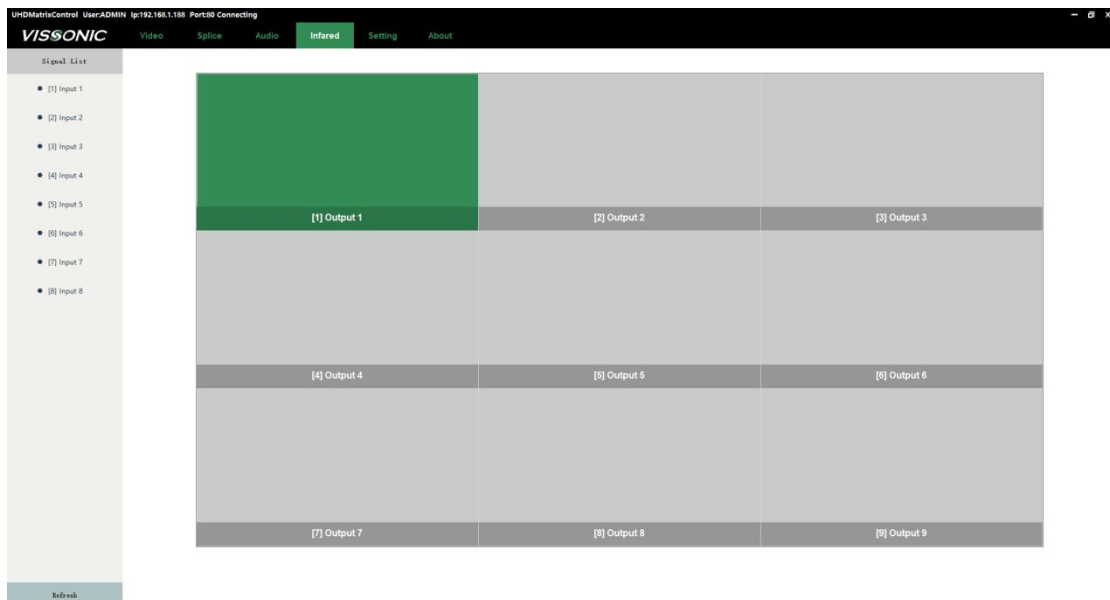 UHDMatrixControl User:ADMIN Ip:192.168.1.188 Port:80 Connecting
VISSONIC Video Splice Audio Infared Setting About
Signal List
[1] Input 1
[2] Input 2
[3] Input 3
[4] Input 4
[5] Input 5
[6] Input 6
[7] Input 7
[8] Input 8
[1] Output 1 [2] Output 2 [3] Output 3
[4] Output 4 [5] Output 5 [6] Output 6
[7] Output 7 [8] Output 8 [9] Output 9
Refresh